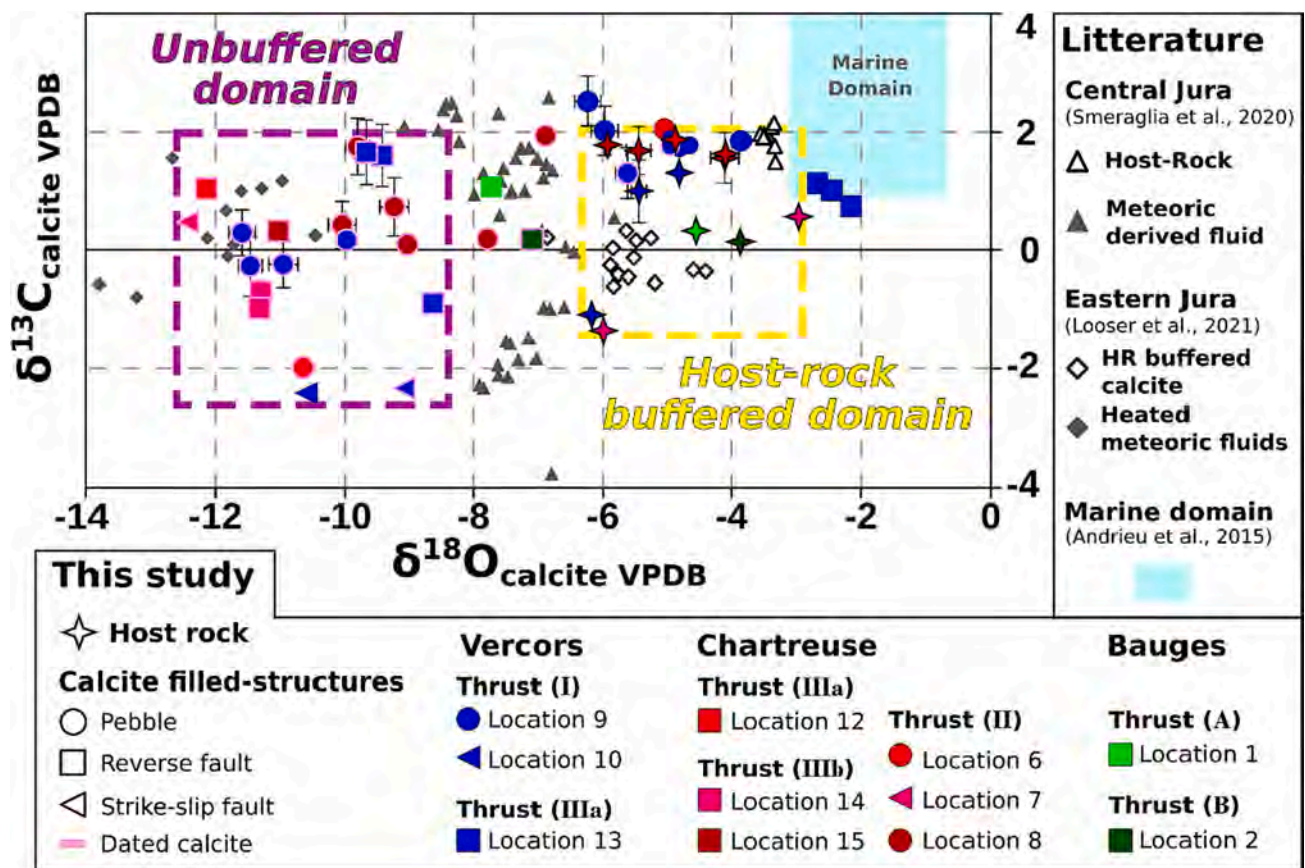 Unbuffered
domain
Marine
Domain
Host-rock
buffered domain
4
2
0
-2
-4
-14
-12
-10
-8
-6
-4
-2
0
δ13Ccalcite VPDB
δ18Ocalcite VPDB
Litterature
Central Jura
(Smeraglia et al., 2020)
Host-Rock
Meteoric
derived fluid
Eastern Jura
(Looser et al., 2021)
HR buffered
calcite
Heated
meteoric fluids
Marine domain
(Andrieu et al., 2015)
This study
Host rock
Calcite filled-structures
Pebble
Reverse fault
Strike-slip fault
Dated calcite
Vercors
Thrust (I)
Location 9
Location 10
Thrust (IIIa)
Location 13
Chartreuse
Thrust (IIIa)
Location 12
Thrust (IIIb)
Location 14
Location 15
Thrust (II)
Location 6
Location 7
Location 8
Bauges
Thrust (A)
Location 1
Thrust (B)
Location 2